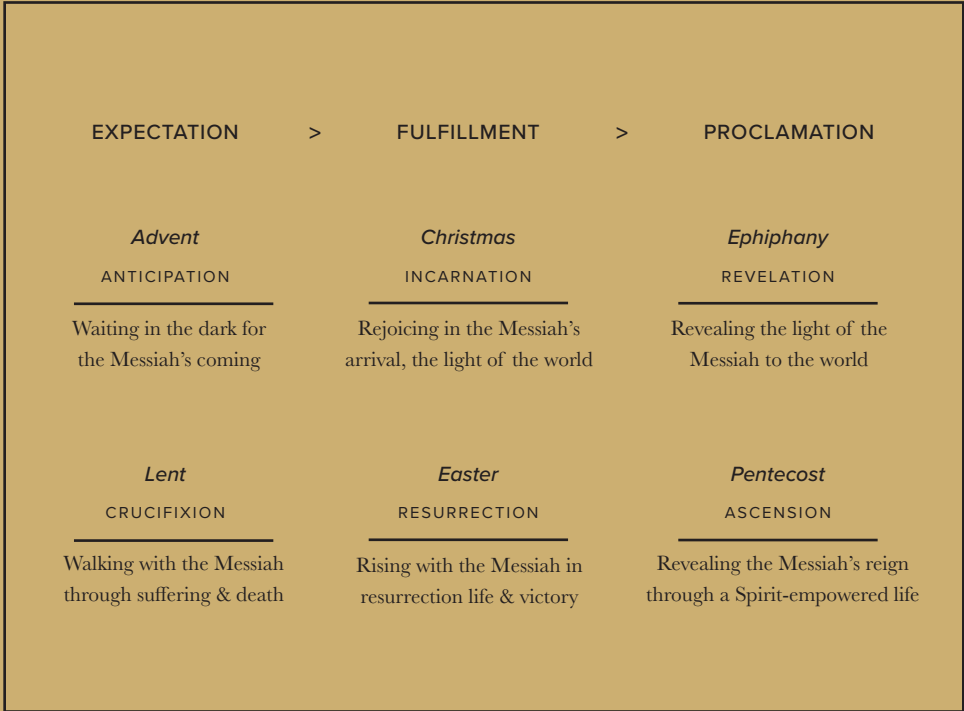 EXPECTATION > FULFILLMENT > PROCLAMATION
Advent
ANTICIPATION
Waiting in the dark for
the Messiah's coming
Christmas
INCARNATION
Rejoicing in the Messiah's
arrival, the light of the world
Ephiphany
REVELATION
Revealing the light of the
Messiah to the world
Lent
CRUCIFIXION
Walking with the Messiah
through suffering & death
Easter
RESURRECTION
Rising with the Messiah in
resurrection life & victory
Pentecost
ASCENSION
Revealing the Messiah's reign
through a Spirit-empowered life